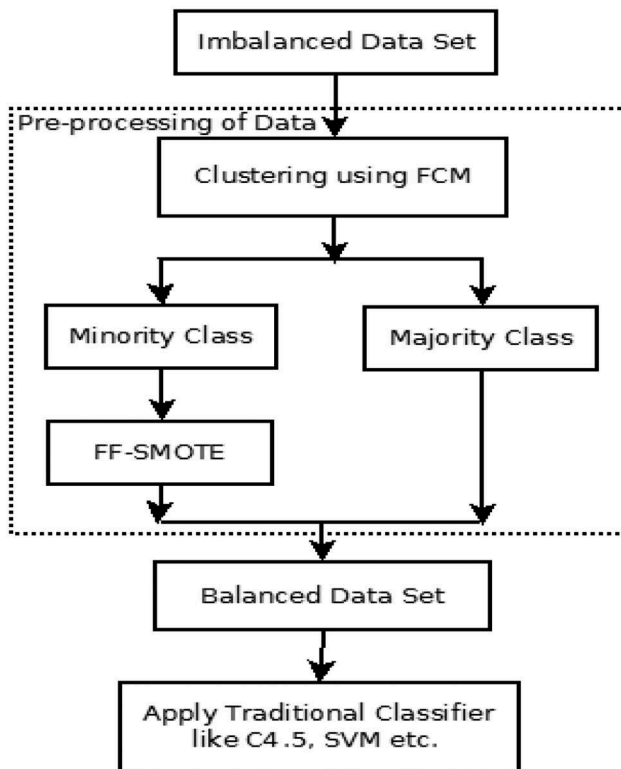 Imbalanced Data Set
Pre-processing of Data
Clustering using FCM
Minority Class
Majority Class
FF-SMOTE
Balanced Data Set
Apply Traditional Classifier
like C4.5, SVM etc.